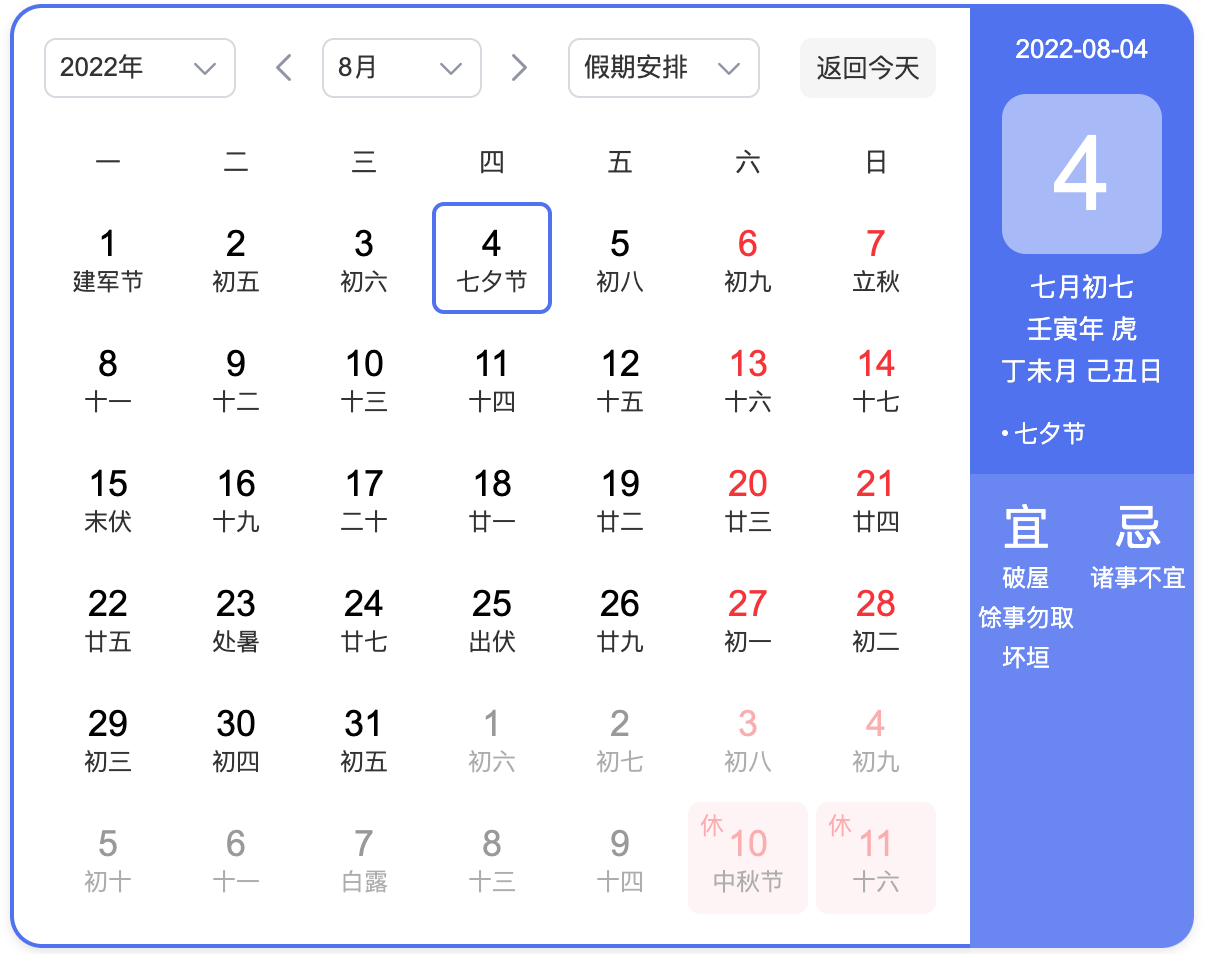 2022年 8月 假期安排 返回今天
一 二 三 四 五 六 日
1 2 3 4 5 6 7
建军节 初五 初六 七夕节 初八 初九 立秋
8 9 10 11 12 13 14
十一 十二 十三 十四 十五 十六 十七
15 16 17 18 19 20 21
末伏 十九 二十 廿一 廿二 廿三 廿四
22 23 24 25 26 27 28
廿五 处暑 廿七 出伏 廿九 初一 初二
29 30 31 1 2 3 4
初三 初四 初五 初六 初七 初八 初九
5 6 7 8 9 休 10 休 11
初十 十一 白露 十三 十四 中秋节 十六
2022-08-04
4
七月初七
壬寅年 虎
丁未月 己丑日
• 七夕节
宜 忌
破屋 诸事不宜
馀事勿取
坏垣